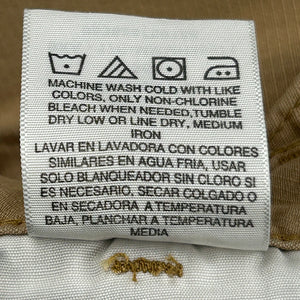 MACHINE WASH COLD WITH LIKE
COLORS, ONLY NON-CHLORINE
BLEACH WHEN NEEDED,TUMBLE
DRY LOW OR LINE DRY, MEDIUM
IRON
LAVAR EN LAVADORA CON COLORES
SIMILARES EN AGUA FRIA, USAR
SOLO BLANQUEADOR SIN CLORO SI
ES NECESARIO, SECAR COLGADO O
EN SECADORA A TEMPERATURA
BAJA, PLANCHAR A TEMPERATURA
MEDIA